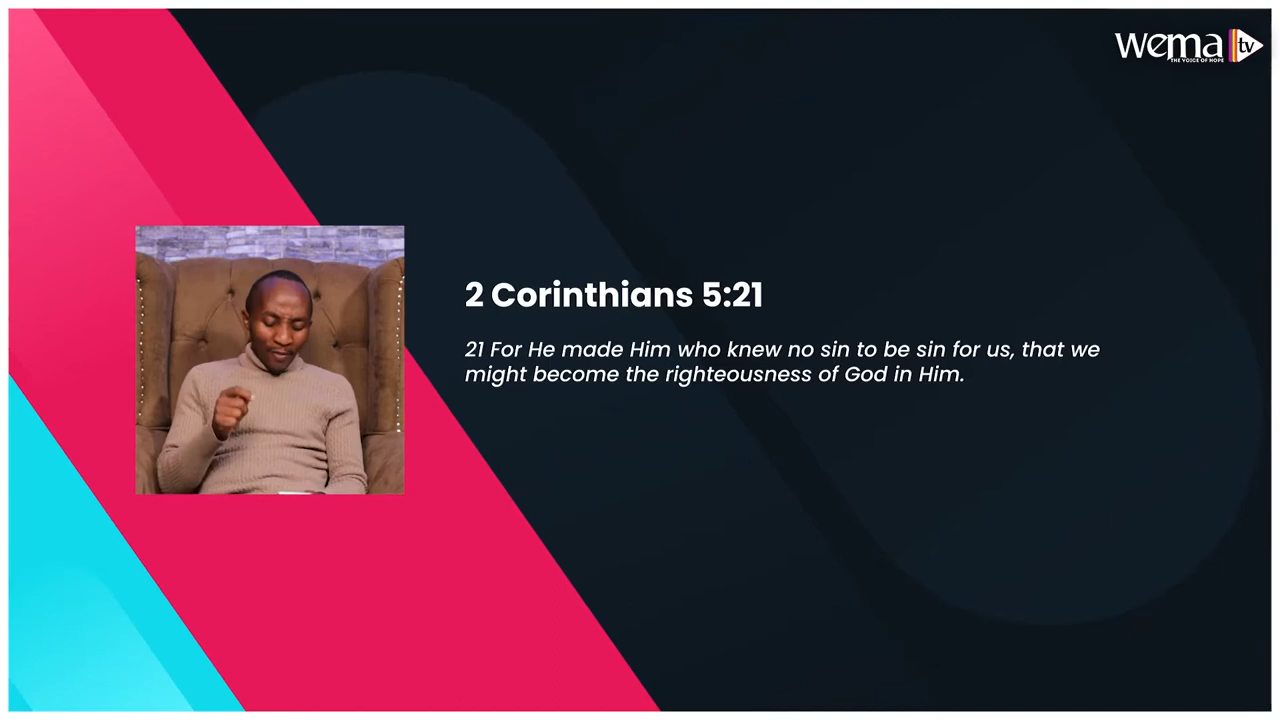 wema tv
THE VOICE OF HOPE
2 Corinthians 5:21
21 For He made Him who knew no sin to be sin for us, that we
might become the righteousness of God in Him.